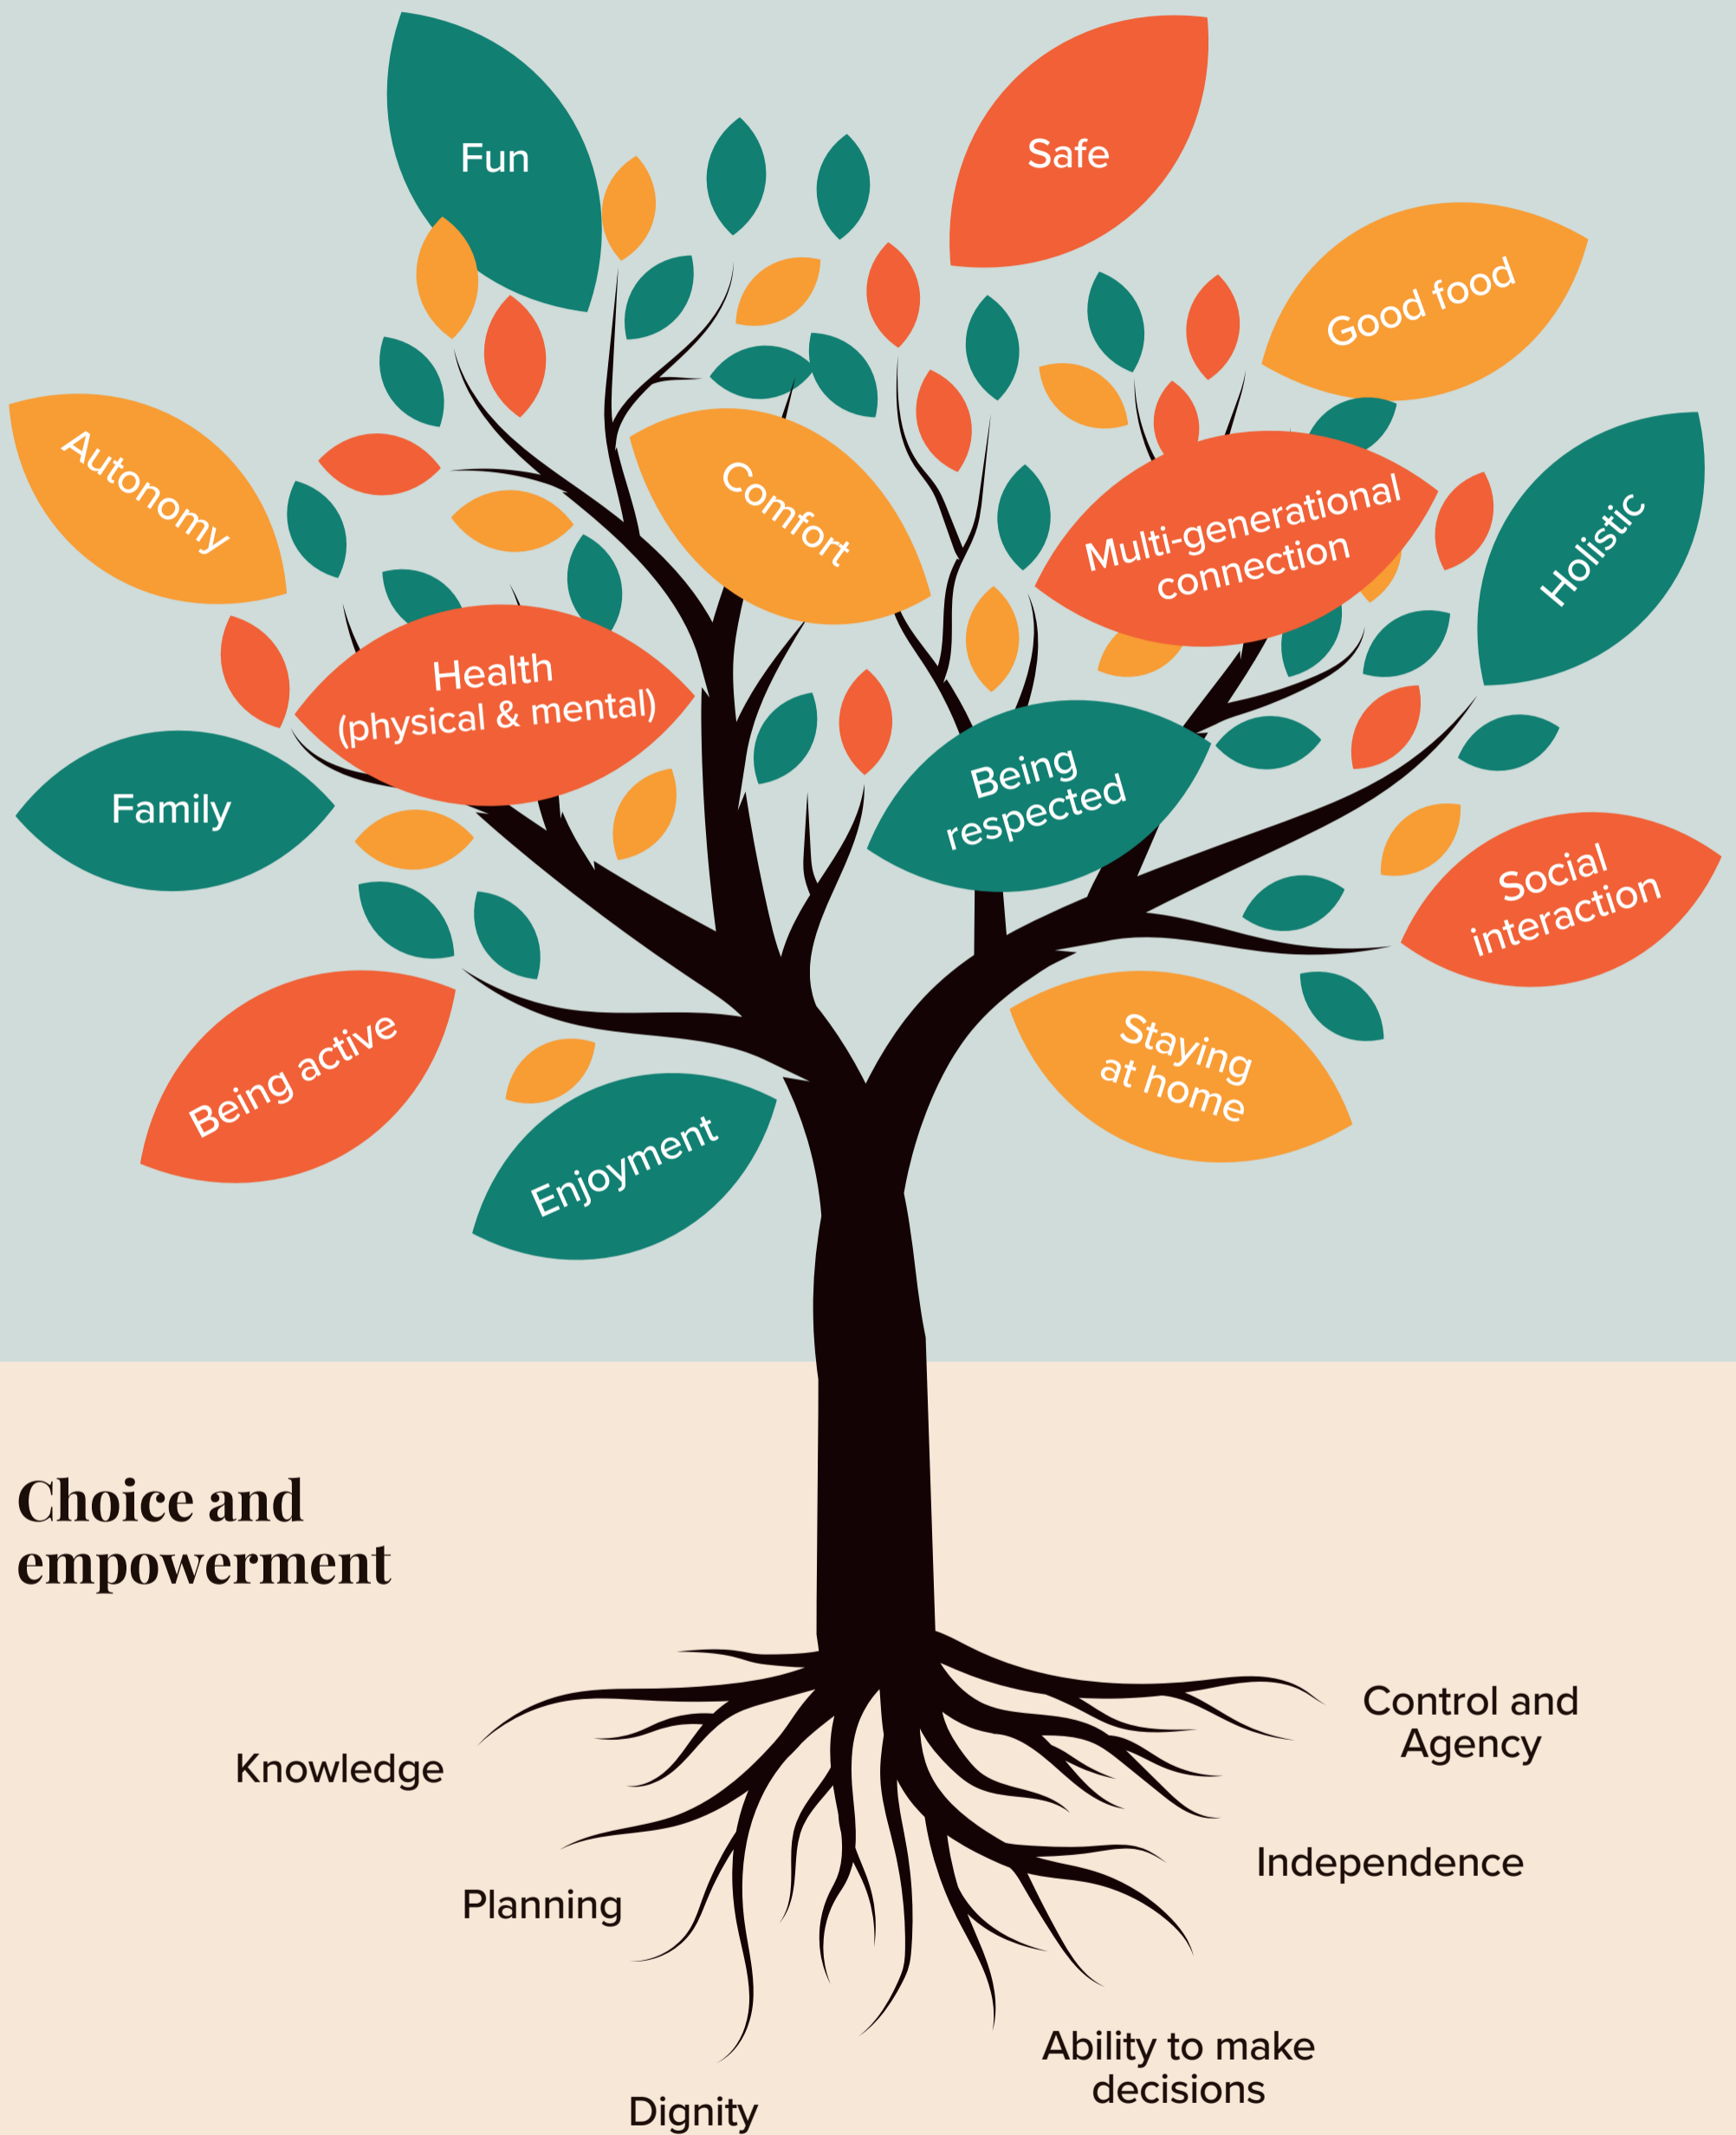 Fun
Safe
Good food
Autonomy
Comfort
Multi-generational
connection
Holistic
Health
(physical & mental)
Family
Being
respected
Social
interaction
Being active
Staying
at home
Enjoyment
Choice and
empowerment
Control and
Agency
Knowledge
Independence
Planning
Ability to make
decisions
Dignity